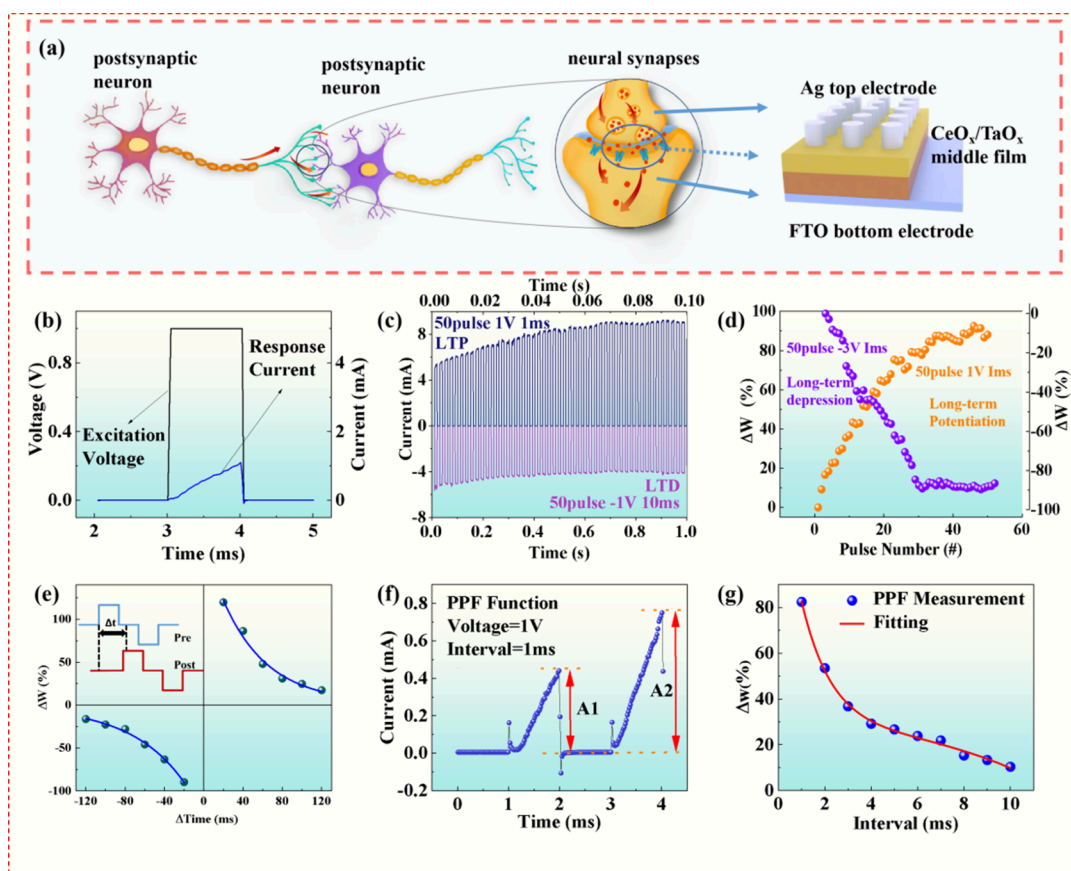 (a)
postsynaptic
neuron
postsynaptic
neuron
neural synapses
Ag top electrode
CeOx/TaOx
middle film
FTO bottom electrode
(b)
Voltage (V)
0.8
0.4
0.0
Excitation
Voltage
Response
Current
4
2
0
Current (mA)
2 3 4 5
Time (ms)
(c)
Time (s)
0.00 0.02 0.04 0.06 0.08 0.10
50pulse 1V 1ms
LTP
Current (mA)
8
4
0
-4
-8
LTD
50pulse -1V 10ms
0.0 0.2 0.4 0.6 0.8 1.0
Time (s)
(d)
ΔW (%)
100
90
80
70
60
50
40
30
20
10
0
50pulse -3V Ims
Long-term
depression
50pulse 1V Ims
Long-term
Potentiation
0
-20
-40
-60
-80
-100
ΔW (%)
0 20 40 60
Pulse Number (#)
(e)
ΔW (%)
100
50
0
-50
-100
Δt
Pre
Post
-120 -80 -40 0 40 80 120
ΔTime (ms)
(f)
PPF Function
Voltage=1V
Interval=1ms
Current (mA)
0.8
0.6
0.4
0.2
0.0
0.2
A1
A2
0 1 2 3 4
Time (ms)
(g)
PPF Measurement
Fitting
Δw(%)
80
60
40
20
0
0 2 4 6 8 10
Interval (ms)